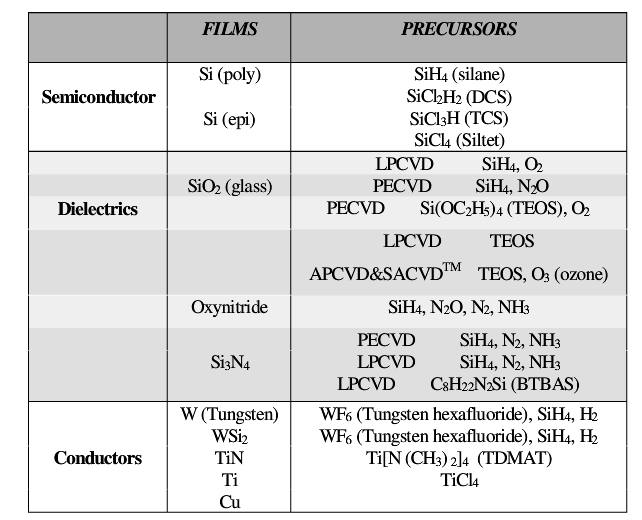 FILMS PRECURSORS
Si (poly) SiH4 (silane)
Semiconductor SiCl2H2 (DCS)
Si (epi) SiCl3H (TCS)
SiCl4 (Siltet)
LPCVD SiH4, O2
SiO2 (glass) PECVD SiH4, N2O
Dielectrics PECVD Si(OC2H5)4 (TEOS), O2
LPCVD TEOS
APCVD&SACVD™ TEOS, O3 (ozone)
Oxynitride SiH4, N2O, N2, NH3
PECVD SiH4, N2, NH3
Si3N4 LPCVD SiH4, N2, NH3
LPCVD C8H22N2Si (BTBAS)
W (Tungsten) WF6 (Tungsten hexafluoride), SiH4, H2
WSi2 WF6 (Tungsten hexafluoride), SiH4, H2
Conductors TiN Ti[N (CH3) 2]4 (TDMAT)
Ti TiCl4
Cu